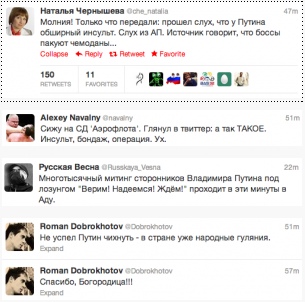 Наталья Чернышева @che_natalia 47m
Молния! Только что передали: прошел слух, что у Путина
обширный инсульт. Слух из АП. Источник говорит, что боссы
пакуют чемоданы...
Collapse Reply Retweet Favorite
150 11
RETWEETS FAVORITES
Alexey Navalny @navalny 51m
Сижу на СД 'Аэрофлота'. Глянул в твиттер: а так ТАКОЕ.
Инсульт, бондаж, операция. Ух.
Русская Весна @Russkaya_Vesna 22m
Многотысячный митинг сторонников Владимира Путина под
лозунгом "Верим! Надеемся! Ждём!" проходит в эти минуты в
Аду.
Roman Dobrokhotov @Dobrokhotov 51m
Не успел Путин чихнуть - в стране уже народные гуляния.
Expand
Roman Dobrokhotov @Dobrokhotov 57m
Спасибо, Богородица!!!
Expand